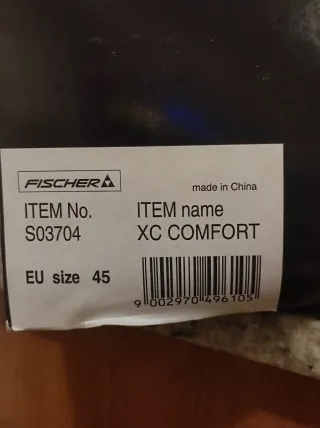 FISCHER
made in China
ITEM No. ITEM name
S03704 XC COMFORT
EU size 45
9 002970 496105